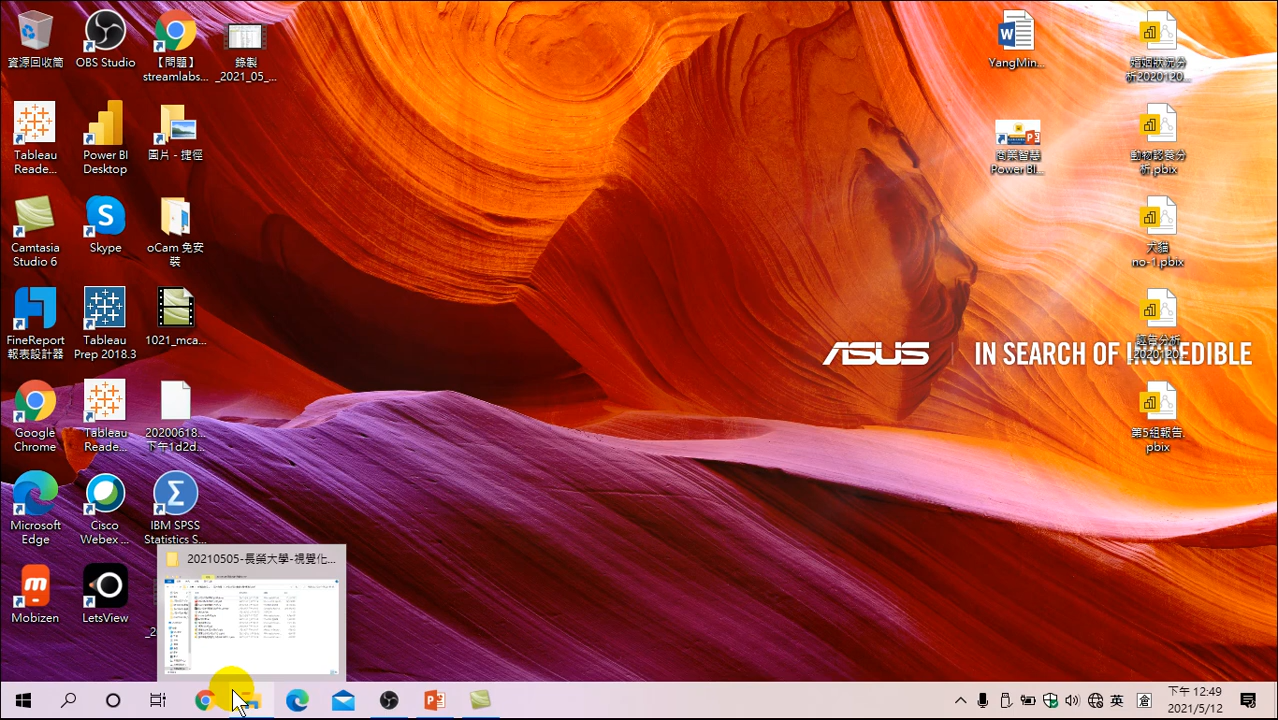 資源回收筒
OBS Studio
【問題】
streamlabs...
錄製
_2021_05_...
Tableau
Reade...
Power BI
Desktop
圖片 - 捷徑
Camtasia
Studio 6
Skype
oCam 免安
裝
FineReport
報表設計器
Tableau
Prep 2018.3
1021_mca...
Google
Chrome
Tableau
Reade...
20200618...
下午1d2d...
Microsoft
Edge
Cisco
Webex ...
IBM SPSS
Statistics S...
Mobizen
LetsView
YangMin...
商業智慧
Power BI...
婚姻狀況分
析2020120...
動物認養分
析.pbix
犬貓
no-1.pbix
_2020120...
第5組報告.
pbix
ASUS
IN SEARCH OF INCREDIBLE
20210505-長榮大學-視覺化...
英
倉
下午 12:49
2021/5/12